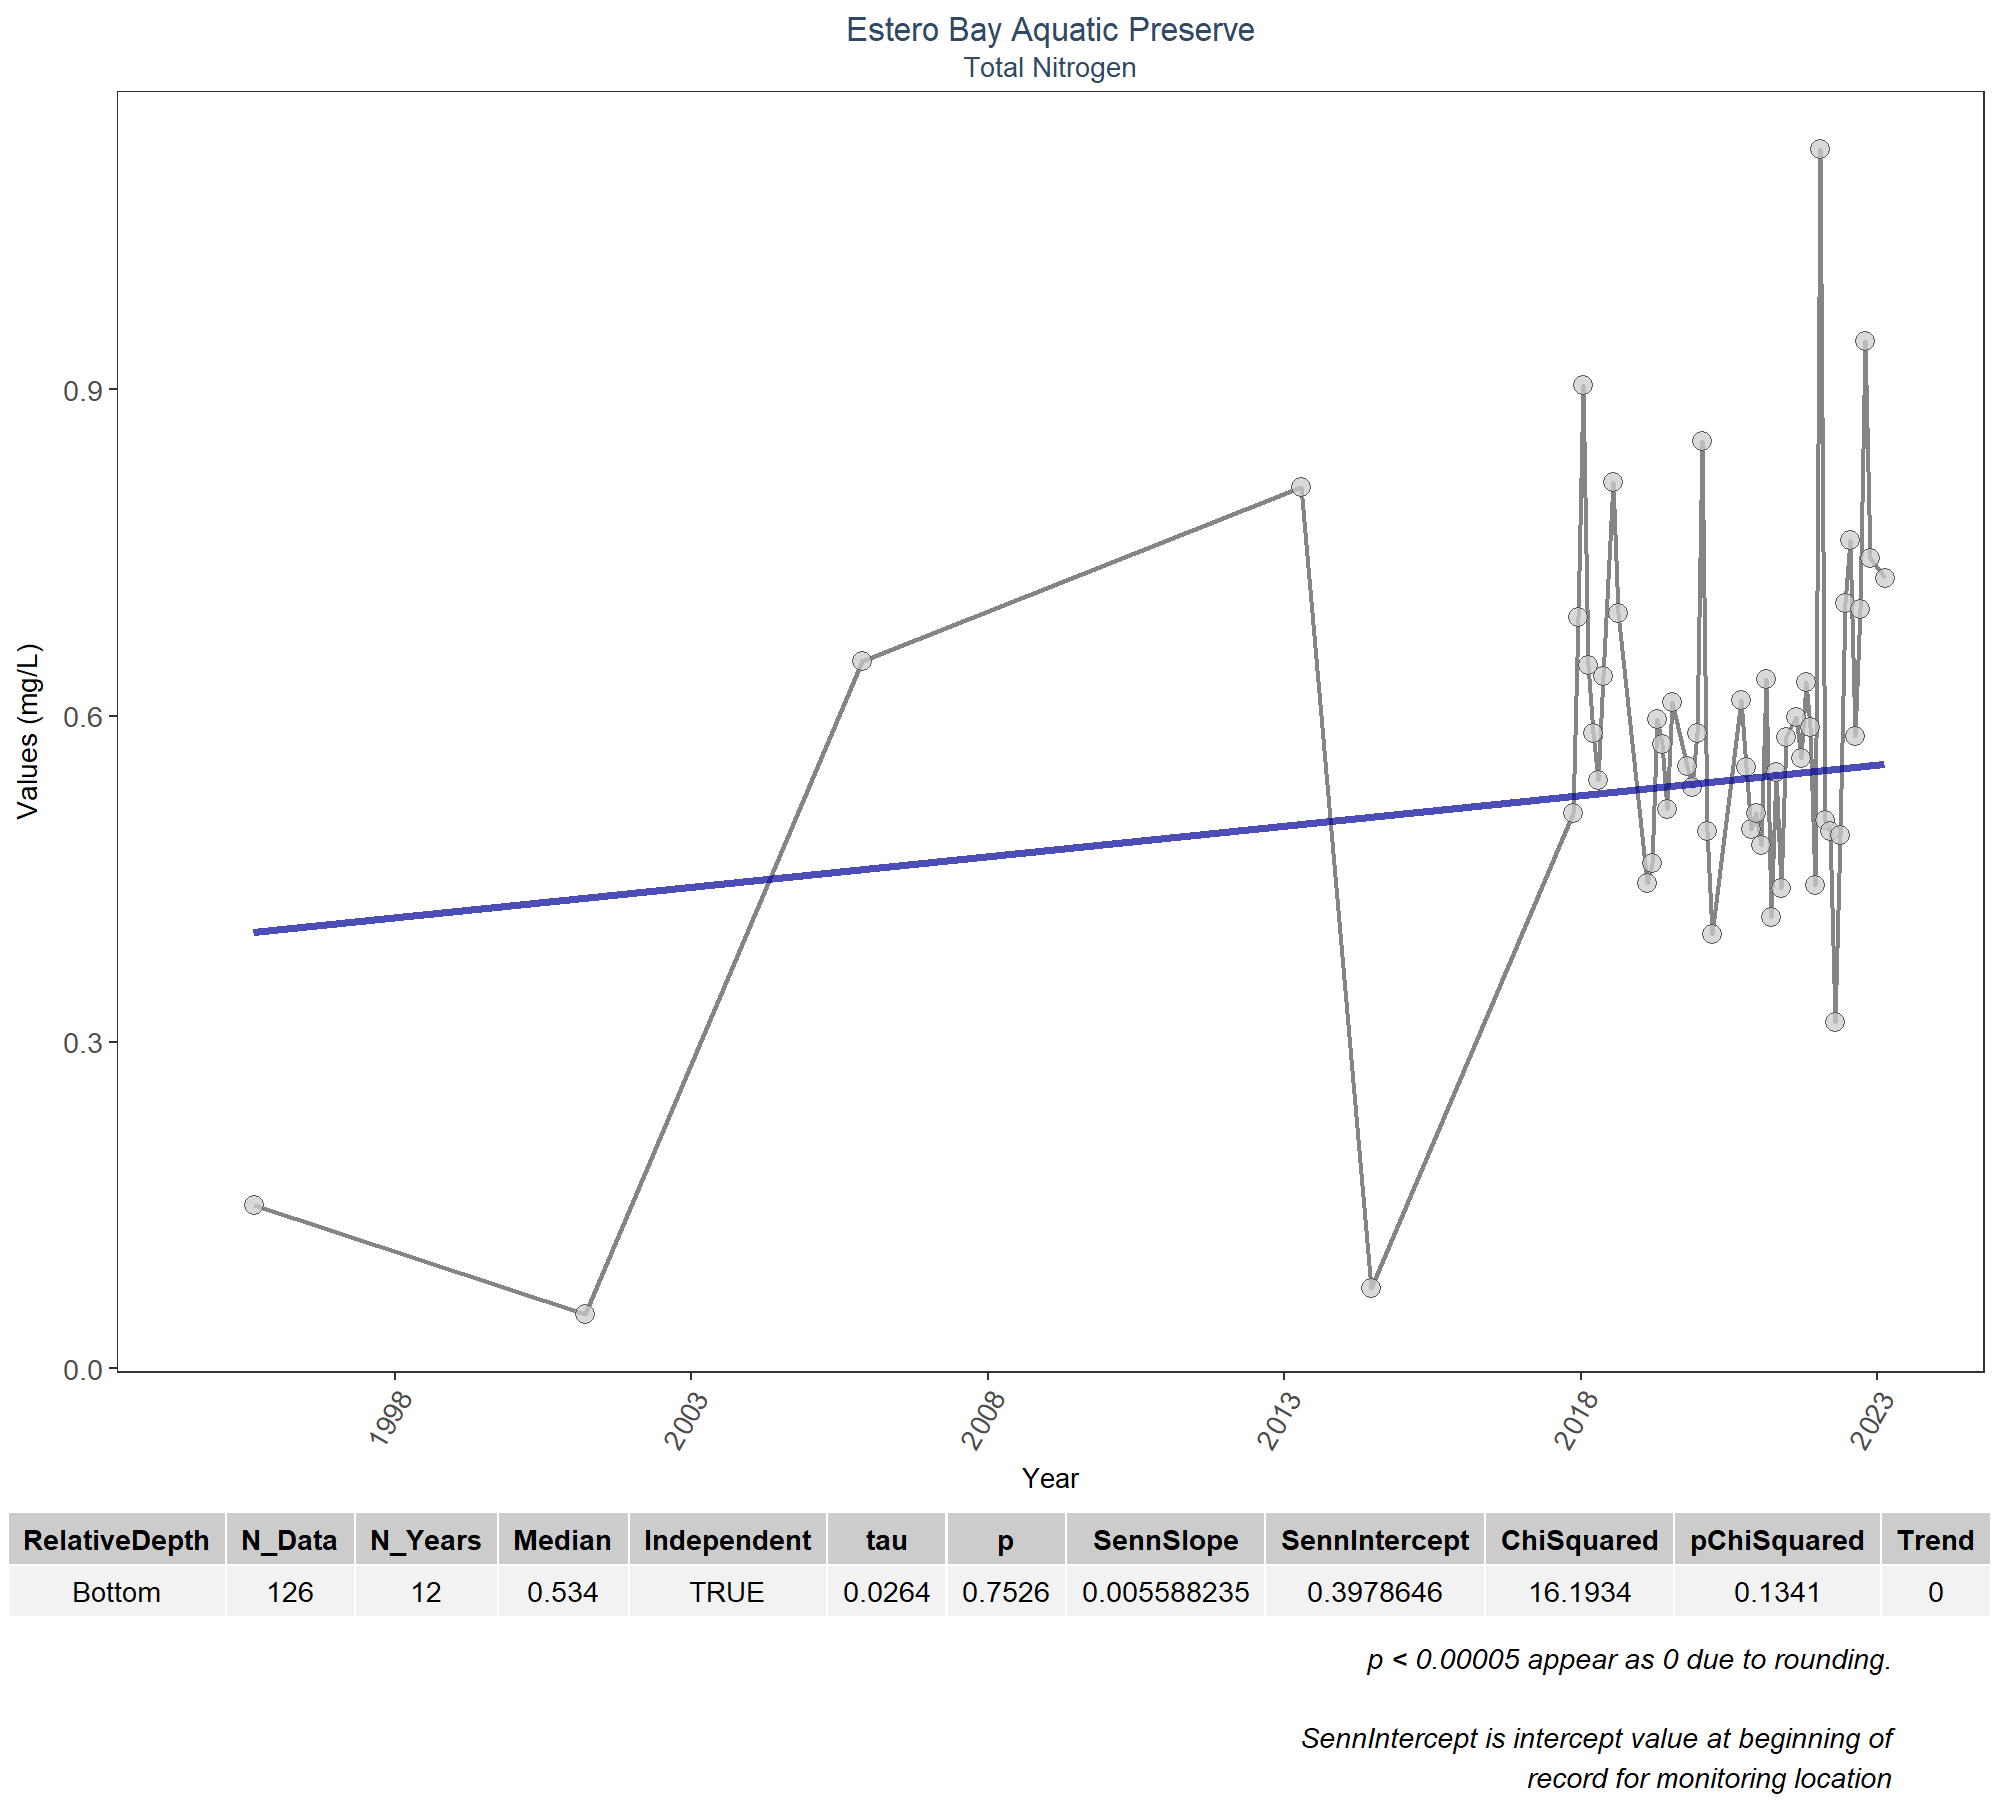 Estero Bay Aquatic Preserve
Total Nitrogen
Values (mg/L)
0.9
0.6
0.3
0.0
1998 2003 2008 2013 2018 2023
Year
RelativeDepth N_Data N_Years Median Independent tau p SennSlope SennIntercept ChiSquared pChiSquared Trend
Bottom 126 12 0.534 TRUE 0.0264 0.7526 0.005588235 0.3978646 16.1934 0.1341 0
p < 0.00005 appear as 0 due to rounding.
SennIntercept is intercept value at beginning of
record for monitoring location